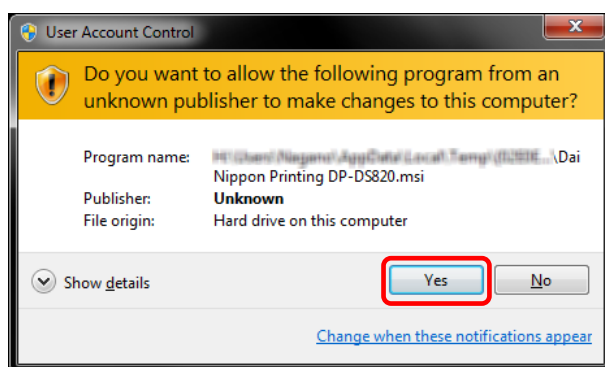 User Account Control
Do you want to allow the following program from an
unknown publisher to make changes to this computer?
Program name: \Dai
Nippon Printing DP-DS820.msi
Publisher: Unknown
File origin: Hard drive on this computer
Show details Yes No
Change when these notifications appear